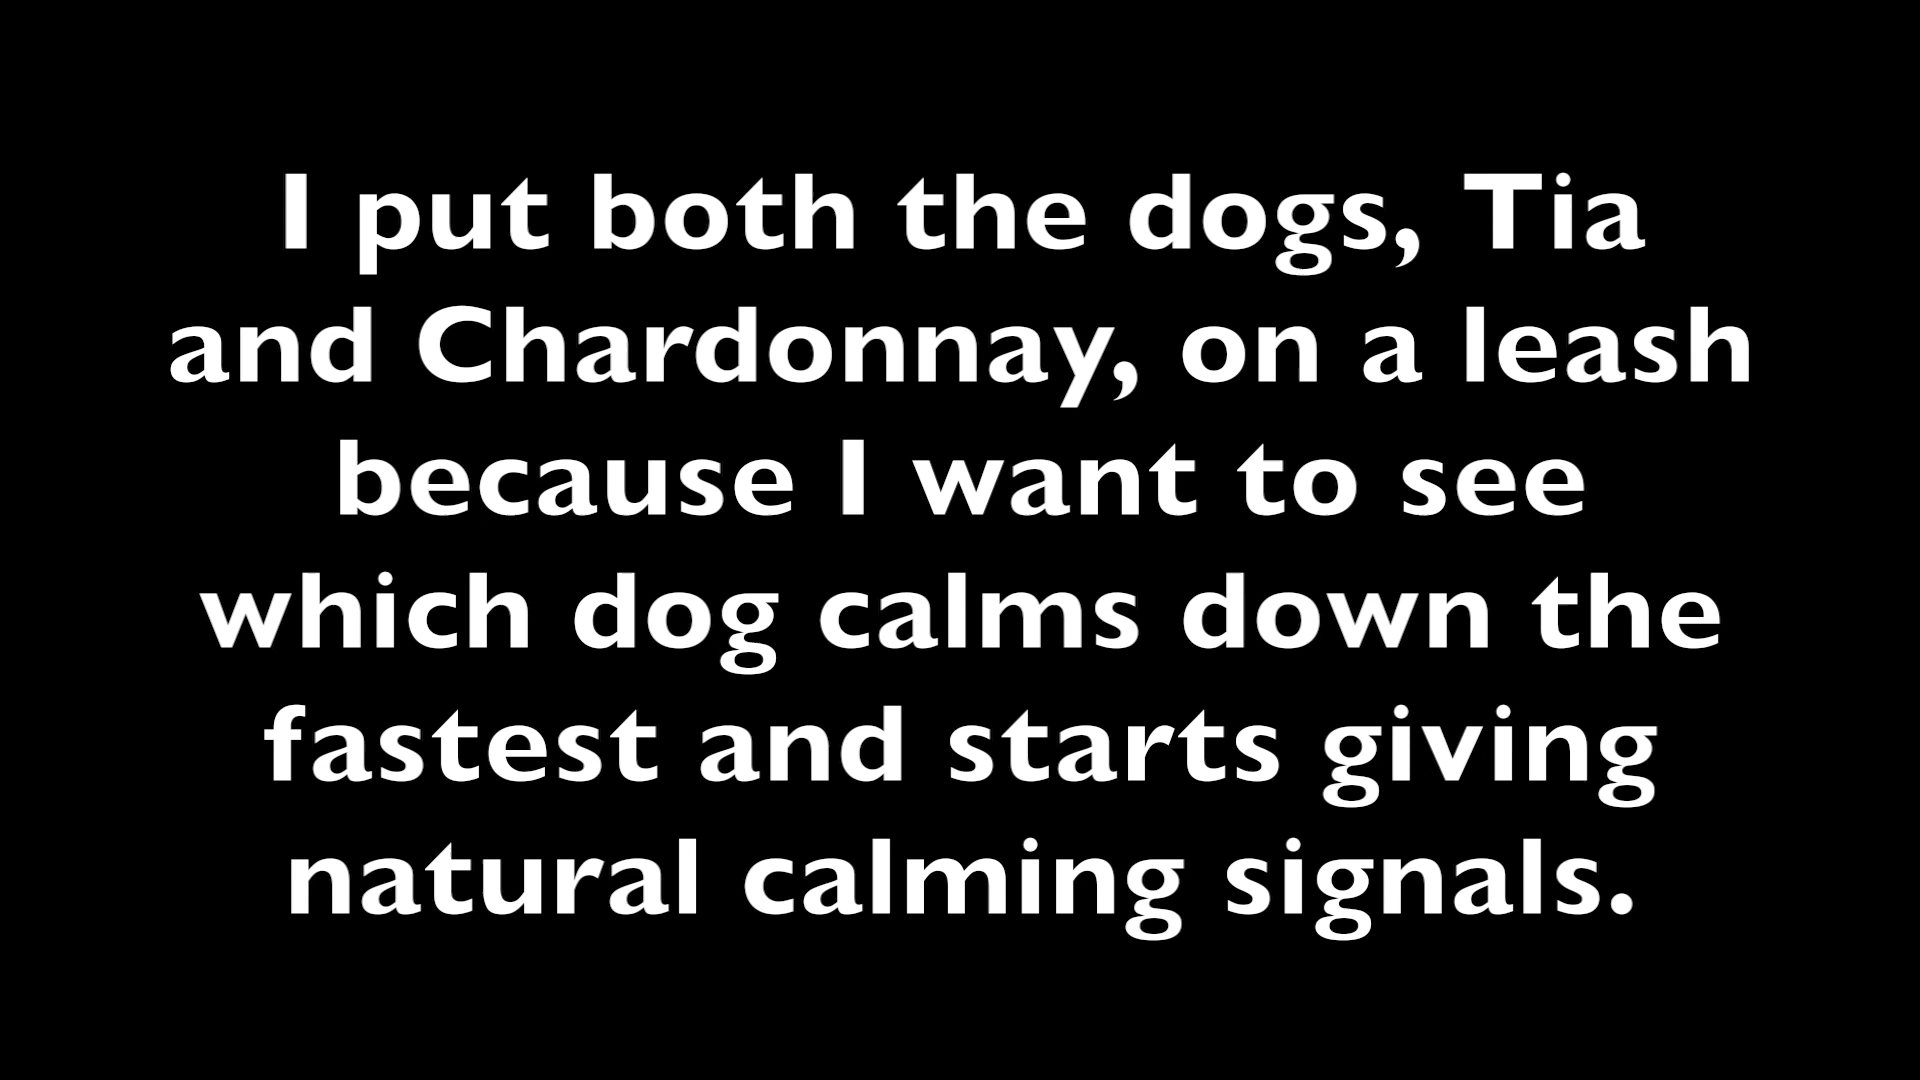 I put both the dogs, Tia
and Chardonnay, on a leash
because I want to see
which dog calms down the
fastest and starts giving
natural calming signals.